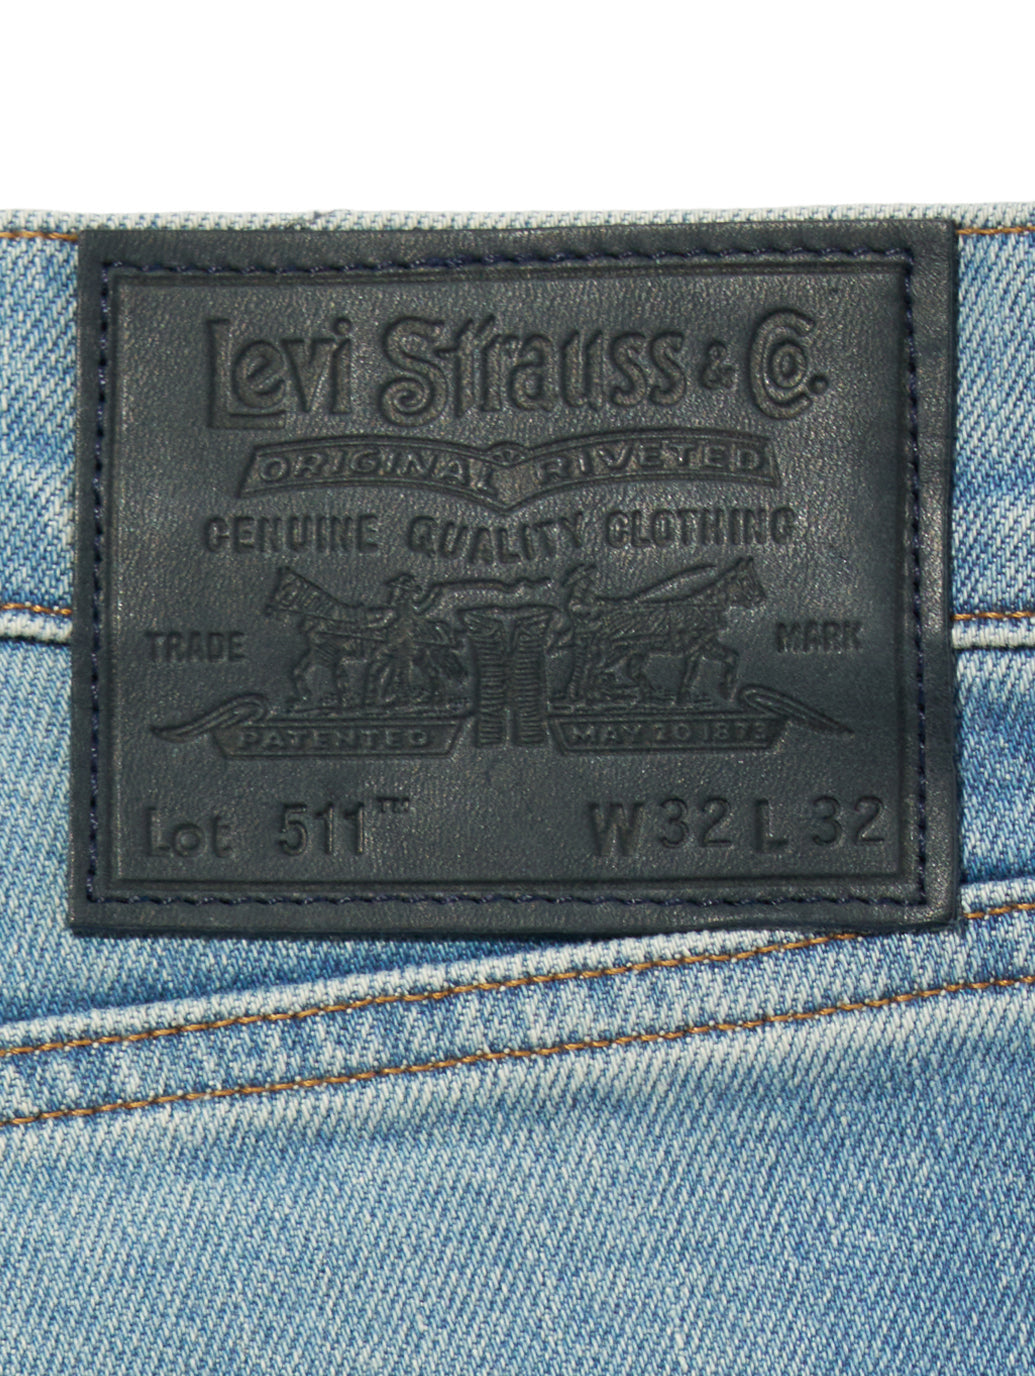 Levi Strauss & Co.
ORIGINAL RIVETED
GENUINE QUALITY CLOTHING
TRADE MARK
PATENTED MAY 20 1873
Lot 511™ W 32 L 32